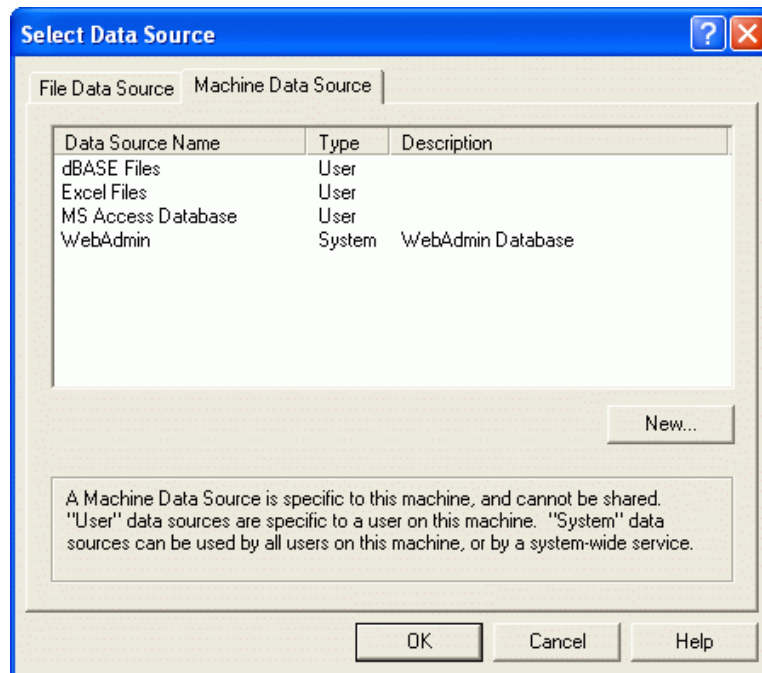 Select Data Source
File Data Source Machine Data Source
Data Source Name Type Description
dBASE Files User
Excel Files User
MS Access Database User
WebAdmin System WebAdmin Database
New...
A Machine Data Source is specific to this machine, and cannot be shared.
"User" data sources are specific to a user on this machine. "System" data
sources can be used by all users on this machine, or by a system-wide service.
OK Cancel Help